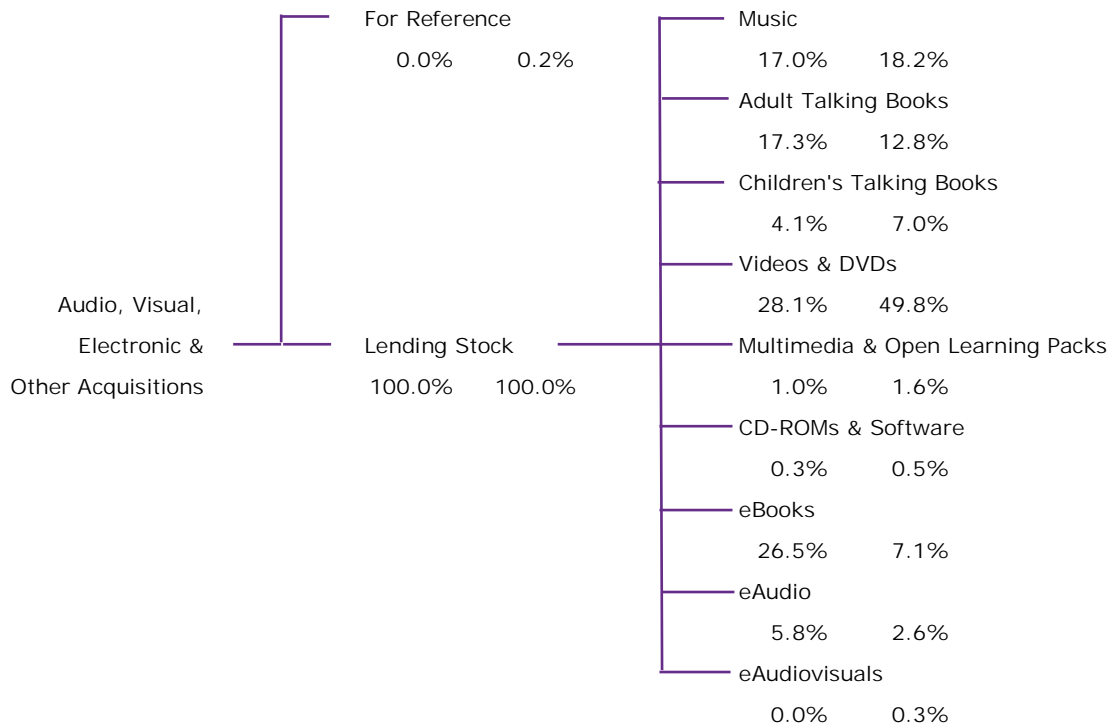 For Reference
0.0% 0.2%
Audio, Visual,
Electronic &
Other Acquisitions
Lending Stock
100.0% 100.0%
Music
17.0% 18.2%
Adult Talking Books
17.3% 12.8%
Children's Talking Books
4.1% 7.0%
Videos & DVDs
28.1% 49.8%
Multimedia & Open Learning Packs
1.0% 1.6%
CD-ROMs & Software
0.3% 0.5%
eBooks
26.5% 7.1%
eAudio
5.8% 2.6%
eAudiovisuals
0.0% 0.3%